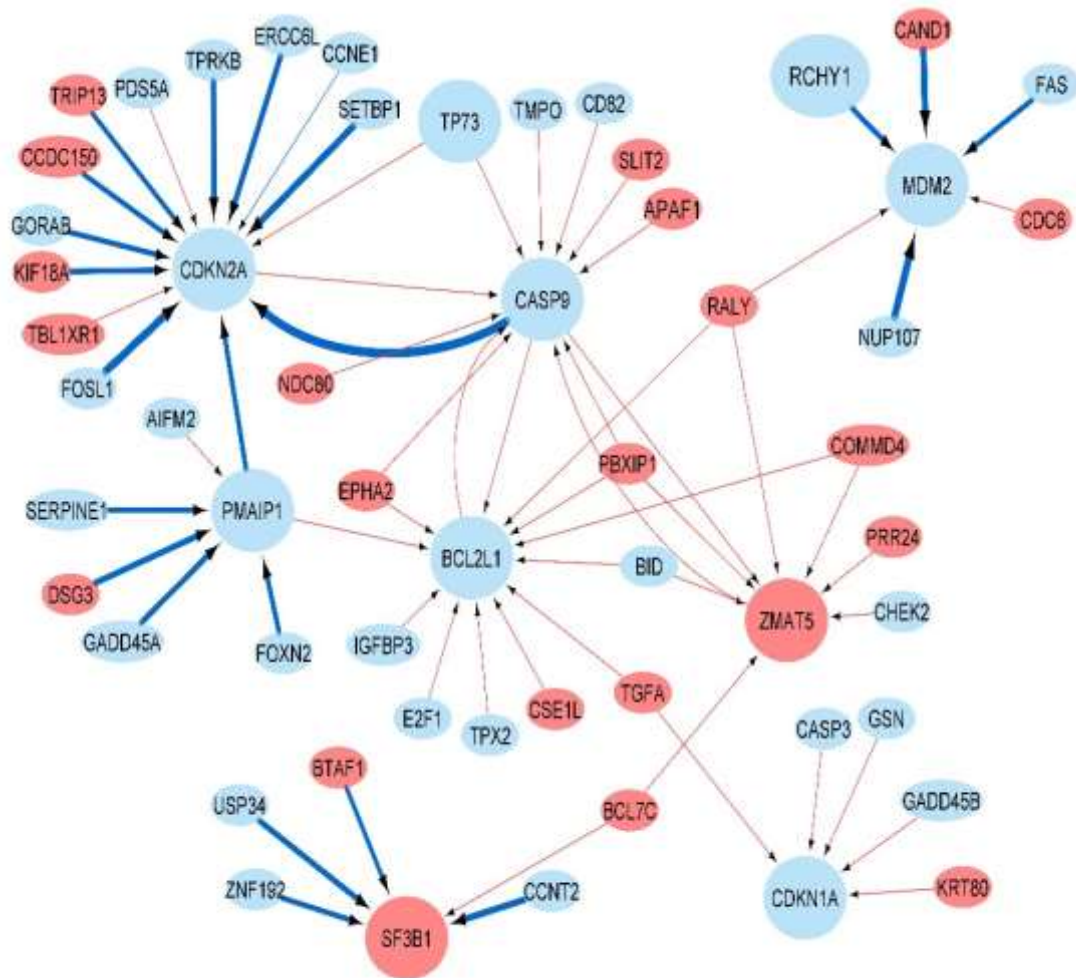 ERCC6L
CAND1
TPRKB
CCNE1
RCHY1
PDS5A
TRIP13
SETBP1
TP73
TMPO
CD82
FAS
CCDC150
SLIT2
MDM2
APAF1
GORAB
CDC6
KIF18A
CDKN2A
CASP9
RALY
TBL1XR1
NUP107
FOSL1
NDC80
AIFM2
COMMD4
PBXIP1
EPHA2
SERPINE1
PMAIP1
PRR24
BCL2L1
BID
DSG3
CHEK2
ZMAT5
GADD45A
FOXN2
IGFBP3
TGFA
E2F1
CSE1L
TPX2
CASP3
GSN
BTAF1
USP34
GADD45B
BCL7C
ZNF192
CCNT2
CDKN1A
KRT80
SF3B1